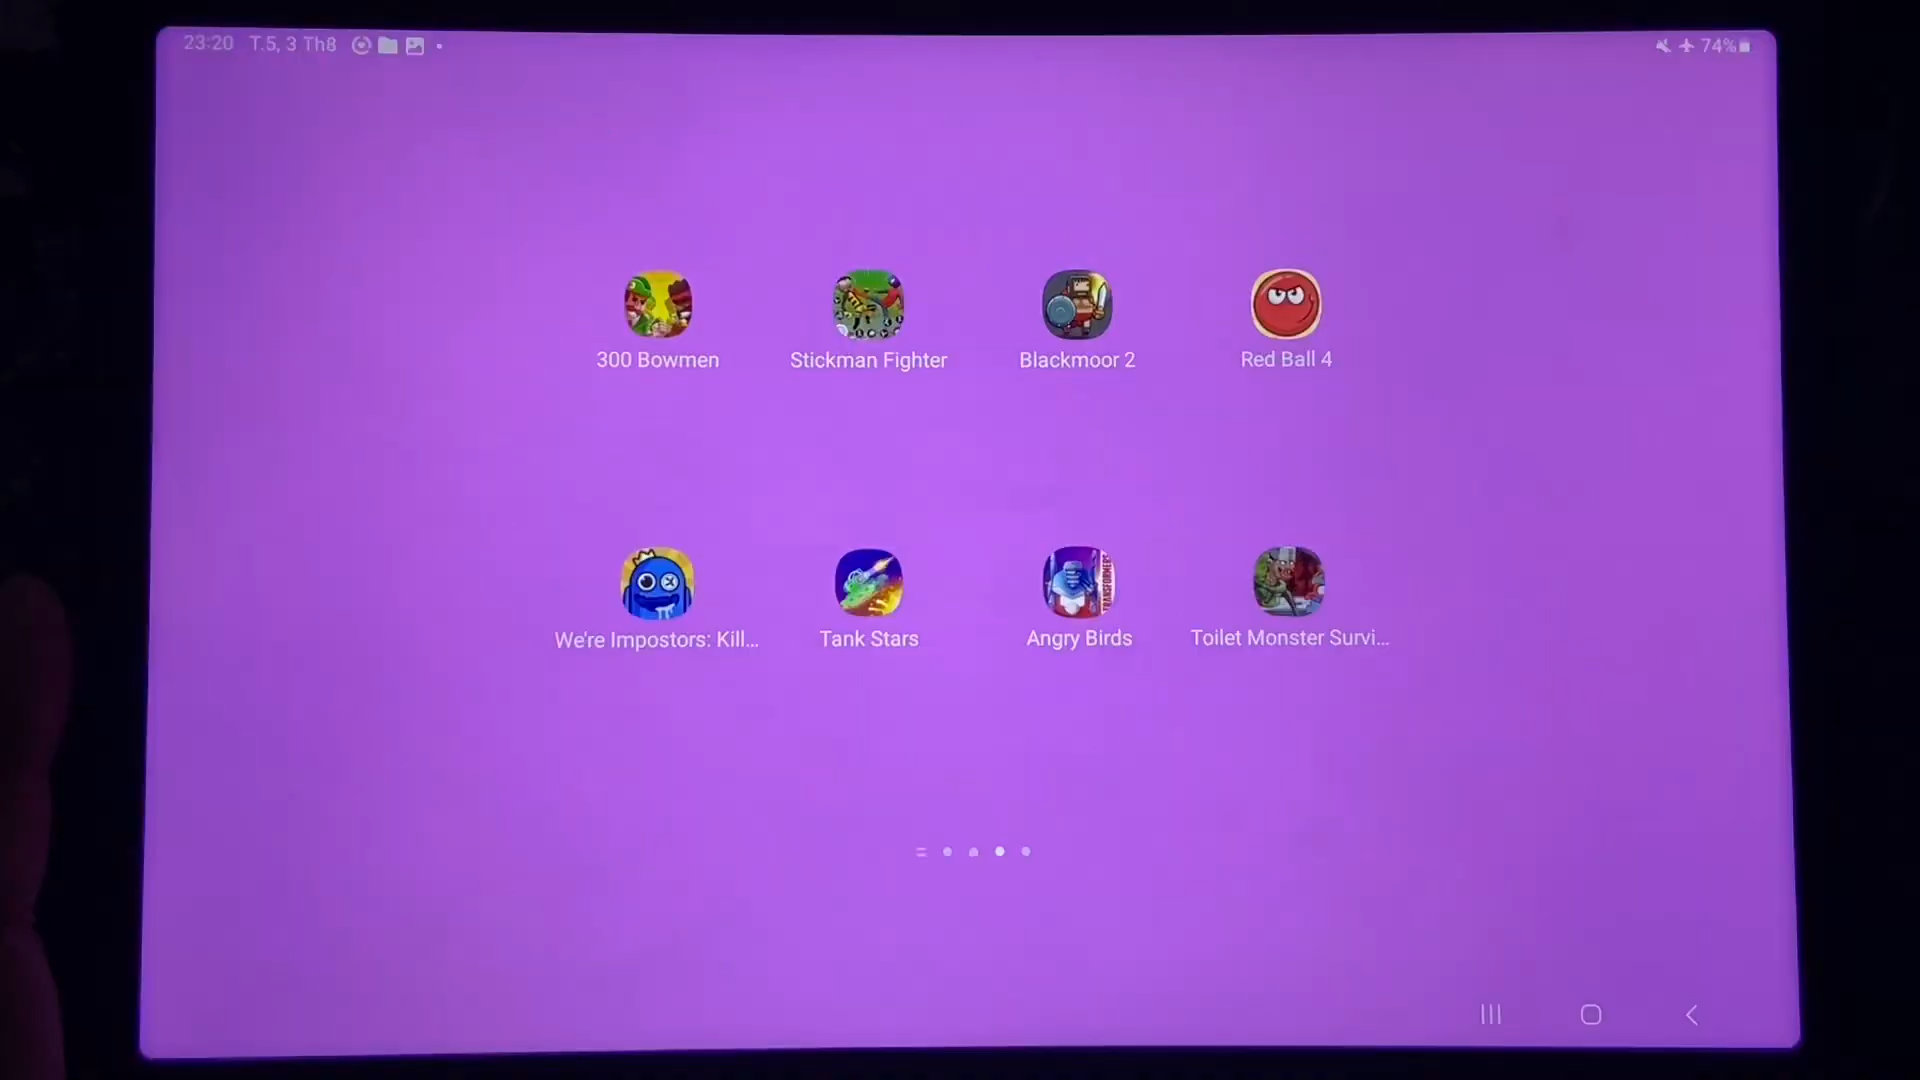 23:20 T.5, 3 Th8
74%
300 Bowmen
Stickman Fighter
Blackmoor 2
Red Ball 4
We're Impostors: Kill...
Tank Stars
TRANSFORMERS
Angry Birds
Toilet Monster Survi...